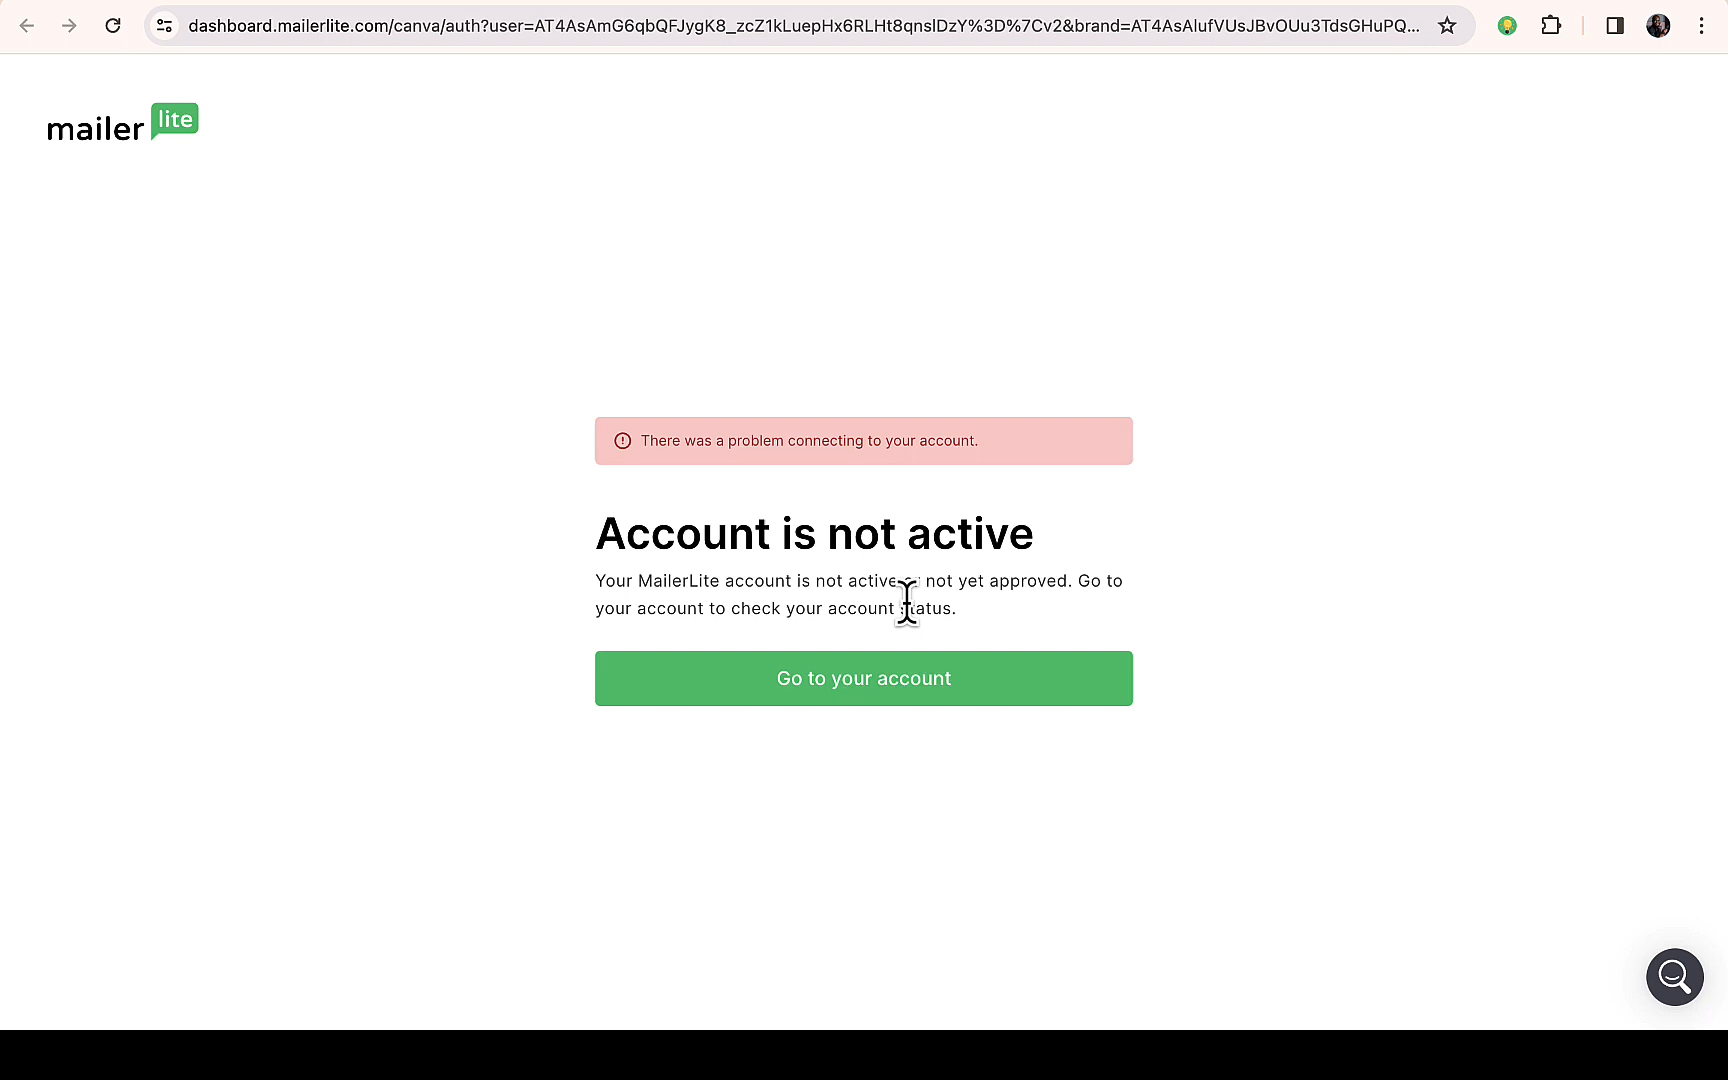 dashboard.mailerlite.com/canva/auth?user=AT4AsAmG6qbQFJygK8_zcZ1kLuepHx6RLHt8qnslDzY%3D%7Cv2&brand=AT4AsAlufVUsJBvOUu3TdsGHuPQ...
mailer lite
There was a problem connecting to your account.
Account is not active
Your MailerLite account is not active not yet approved. Go to
your account to check your account status.
Go to your account